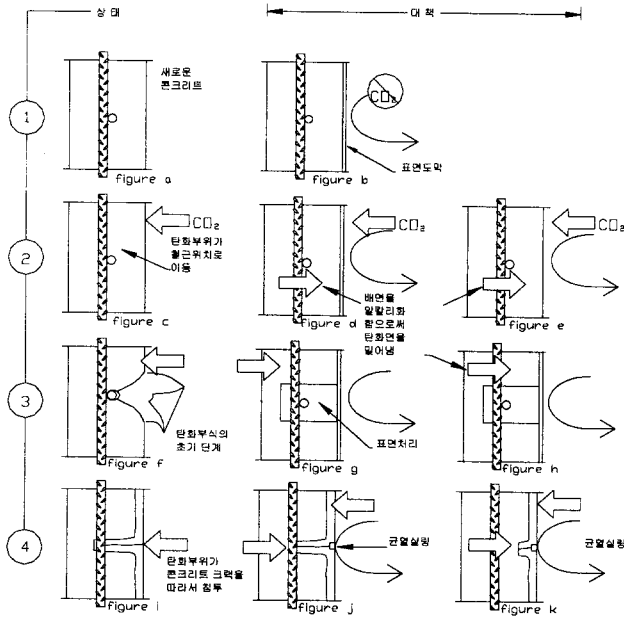 상 태
대 책
1
새로운
콘크리트
figure a
CO₂
표면도막
figure b
2
CO₂
탄화부위가
철근위치로
이동
figure c
CO₂
figure d
배면을
알칼리화
함으로써
탄화면을
밀어냄
CO₂
figure e
3
탄화부식의
초기 단계
figure f
표면처리
figure g
figure h
4
탄화부위가
콘크리트 크랙을
따라서 침투
figure i
균열실링
figure j
균열실링
figure k